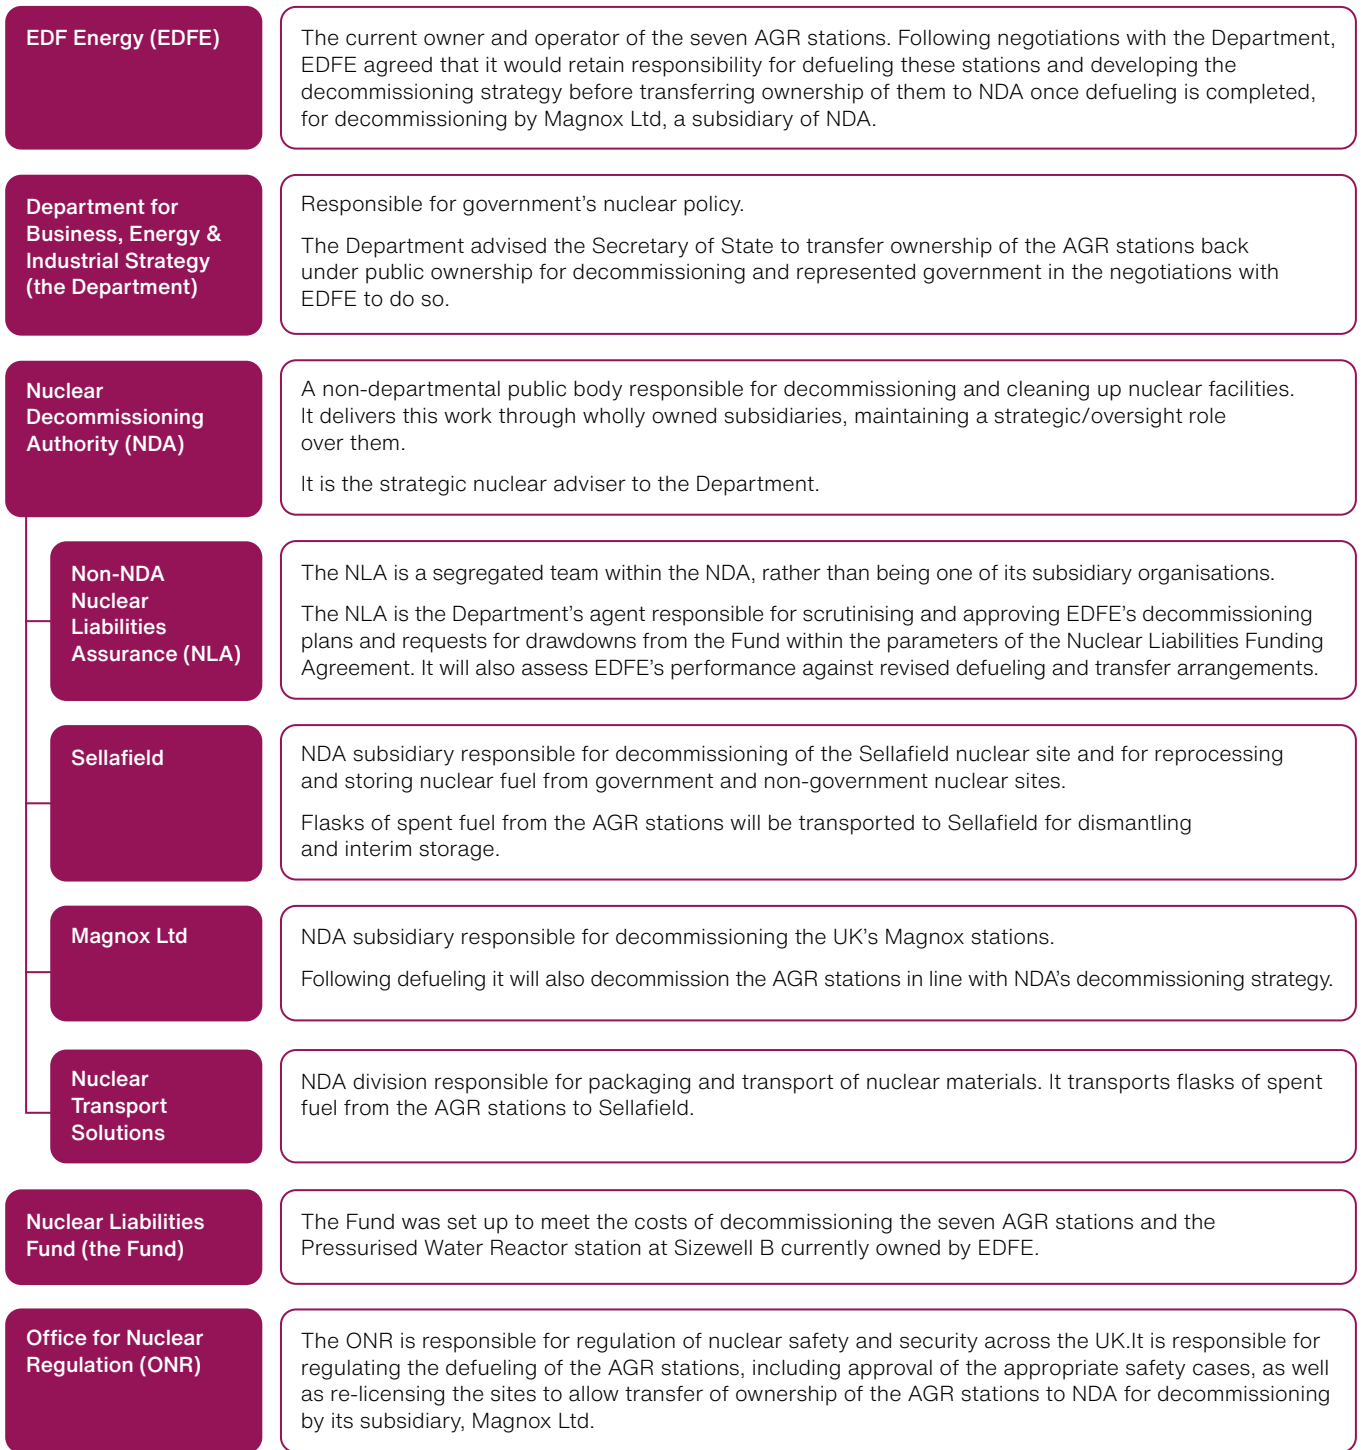 EDF Energy (EDFE)
The current owner and operator of the seven AGR stations. Following negotiations with the Department,
EDFE agreed that it would retain responsibility for defueling these stations and developing the
decommissioning strategy before transferring ownership of them to NDA once defueling is completed,
for decommissioning by Magnox Ltd, a subsidiary of NDA.
Department for
Business, Energy &
Industrial Strategy
(the Department)
Responsible for government's nuclear policy.
The Department advised the Secretary of State to transfer ownership of the AGR stations back
under public ownership for decommissioning and represented government in the negotiations with
EDFE to do so.
Nuclear
Decommissioning
Authority (NDA)
A non-departmental public body responsible for decommissioning and cleaning up nuclear facilities.
It delivers this work through wholly owned subsidiaries, maintaining a strategic/oversight role
over them.
It is the strategic nuclear adviser to the Department.
Non-NDA
Nuclear
Liabilities
Assurance (NLA)
The NLA is a segregated team within the NDA, rather than being one of its subsidiary organisations.
The NLA is the Department's agent responsible for scrutinising and approving EDFE's decommissioning
plans and requests for drawdowns from the Fund within the parameters of the Nuclear Liabilities Funding
Agreement. It will also assess EDFE's performance against revised defueling and transfer arrangements.
Sellafield
NDA subsidiary responsible for decommissioning of the Sellafield nuclear site and for reprocessing
and storing nuclear fuel from government and non-government nuclear sites.
Flasks of spent fuel from the AGR stations will be transported to Sellafield for dismantling
and interim storage.
Magnox Ltd
NDA subsidiary responsible for decommissioning the UK's Magnox stations.
Following defueling it will also decommission the AGR stations in line with NDA's decommissioning strategy.
Nuclear
Transport
Solutions
NDA division responsible for packaging and transport of nuclear materials. It transports flasks of spent
fuel from the AGR stations to Sellafield.
Nuclear Liabilities
Fund (the Fund)
The Fund was set up to meet the costs of decommissioning the seven AGR stations and the
Pressurised Water Reactor station at Sizewell B currently owned by EDFE.
Office for Nuclear
Regulation (ONR)
The ONR is responsible for regulation of nuclear safety and security across the UK.It is responsible for
regulating the defueling of the AGR stations, including approval of the appropriate safety cases, as well
as re-licensing the sites to allow transfer of ownership of the AGR stations to NDA for decommissioning
by its subsidiary, Magnox Ltd.